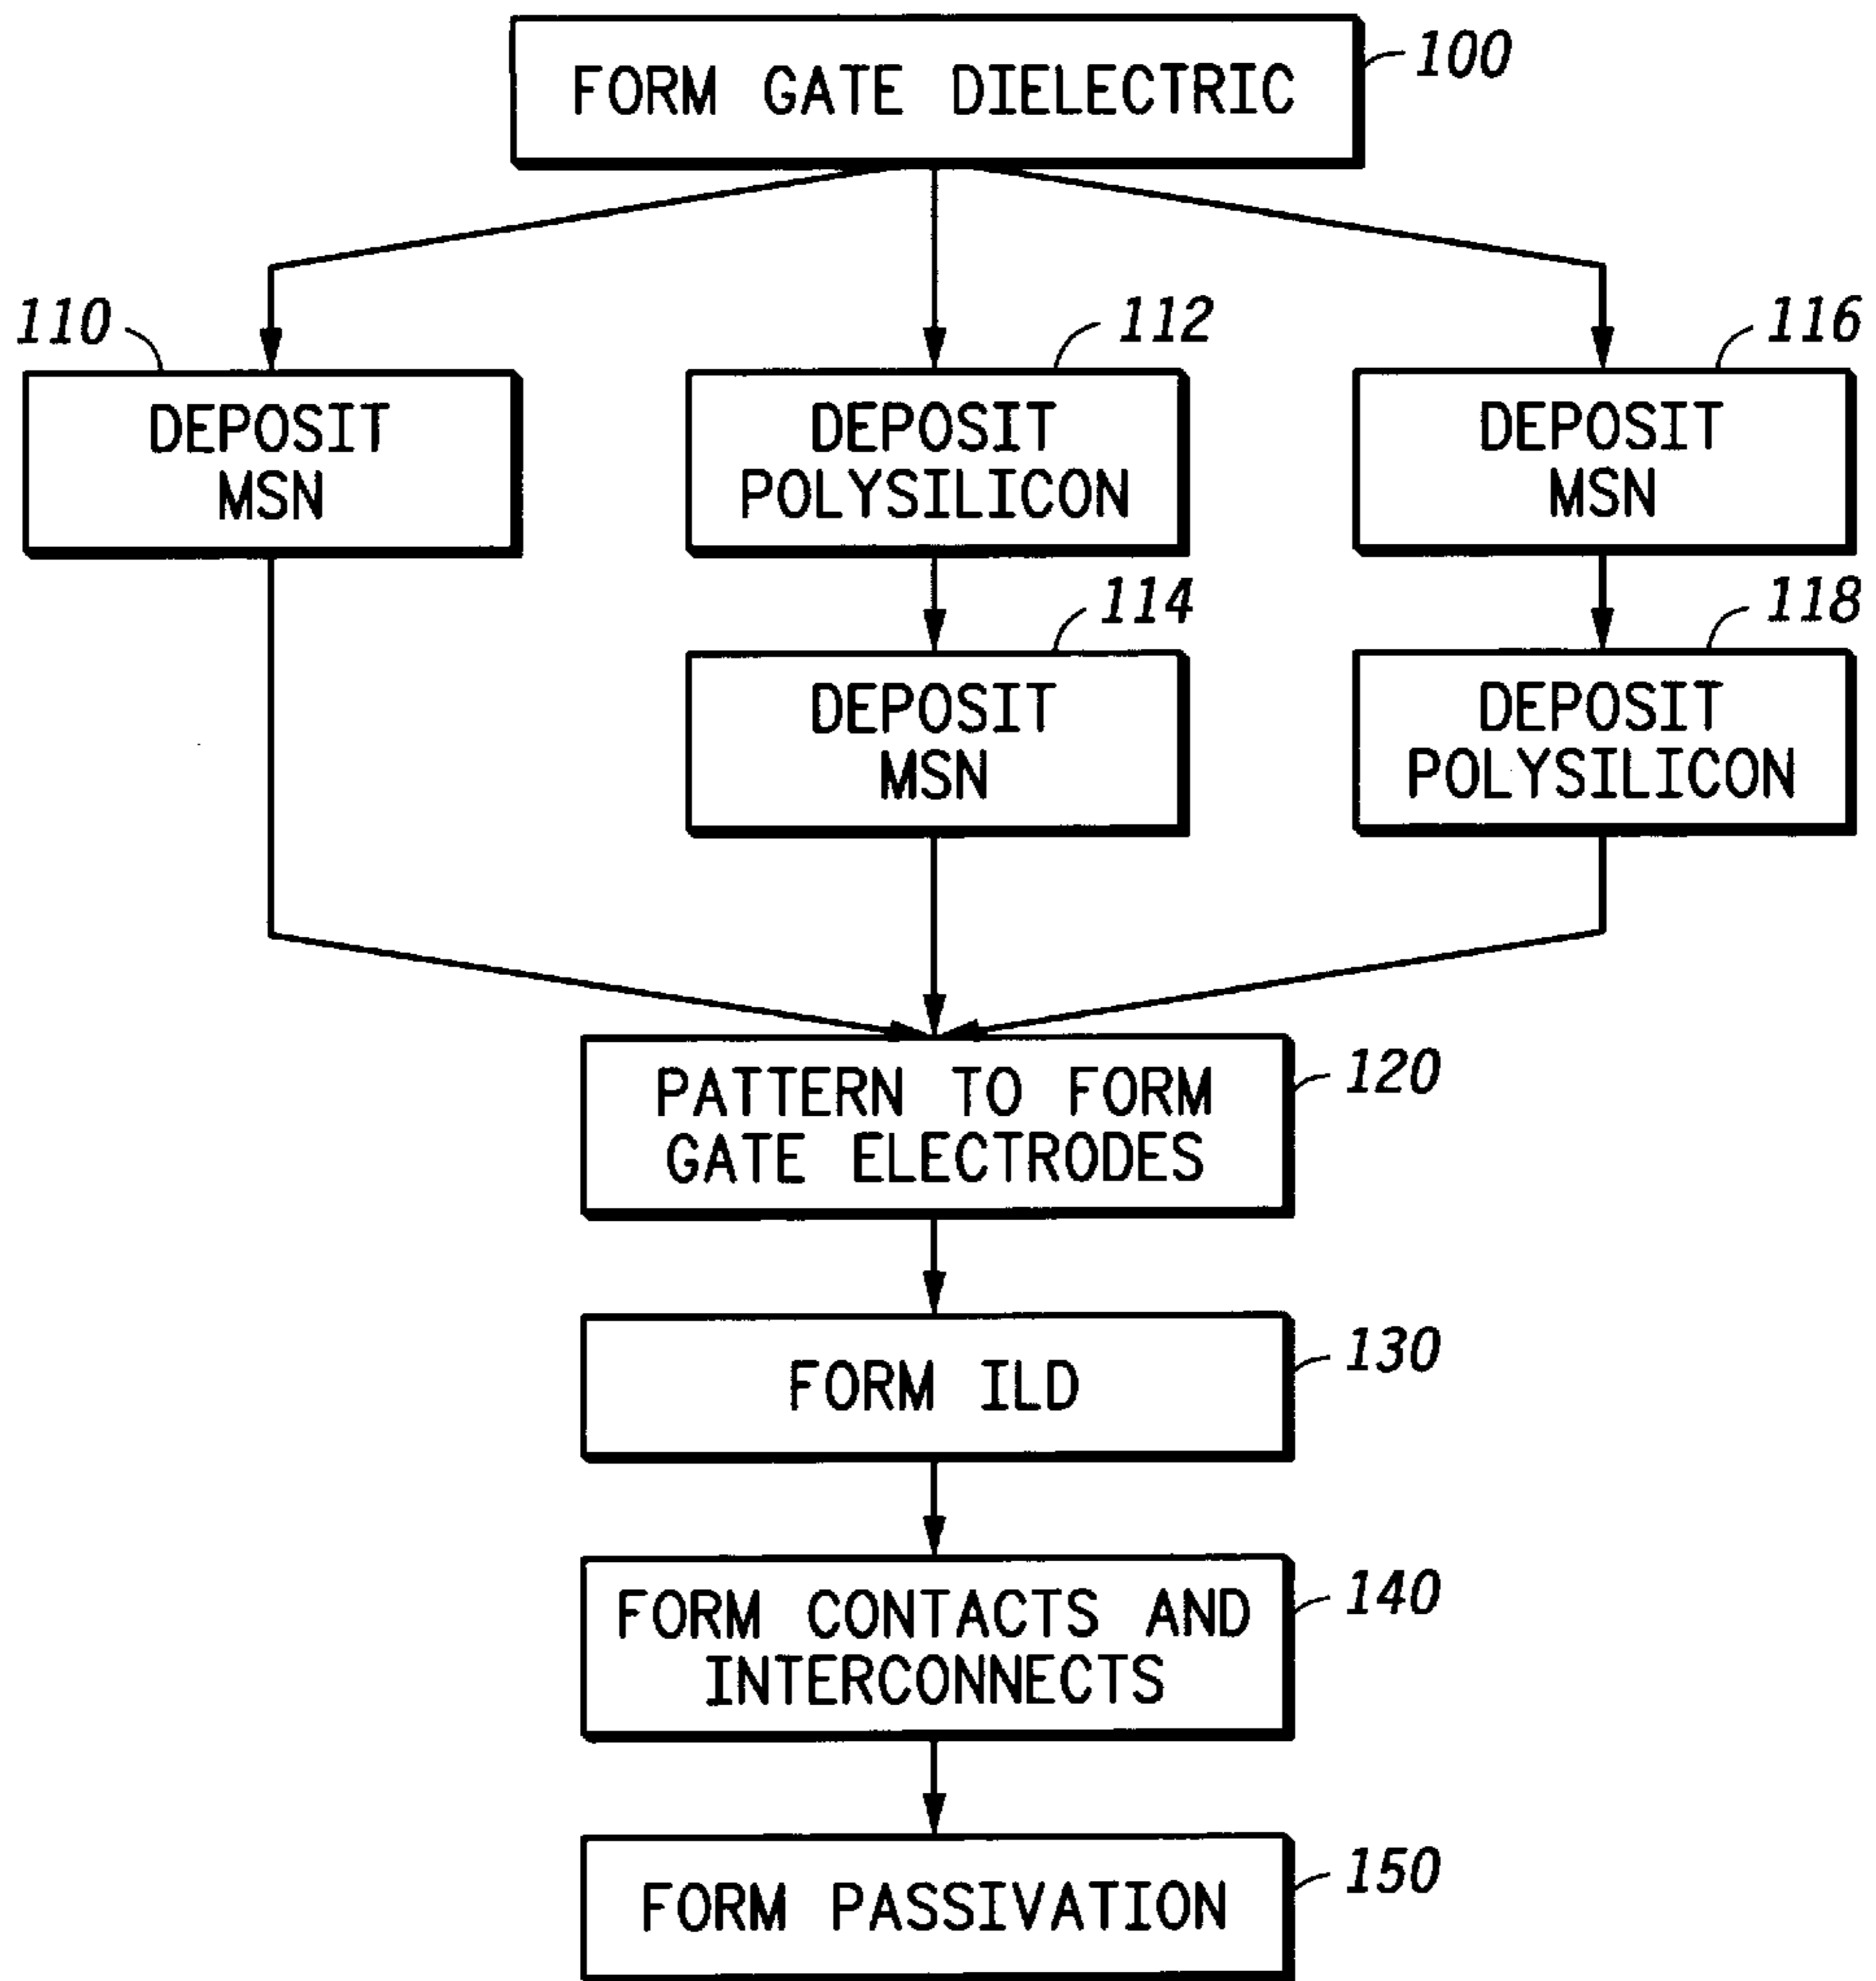 FORM GATE DIELECTRIC
100
110
112
116
DEPOSIT
MSN
DEPOSIT
POLYSILICON
DEPOSIT
MSN
114
118
DEPOSIT
MSN
DEPOSIT
POLYSILICON
PATTERN TO FORM
GATE ELECTRODES
120
FORM ILD
130
FORM CONTACTS AND
INTERCONNECTS
140
FORM PASSIVATION
150